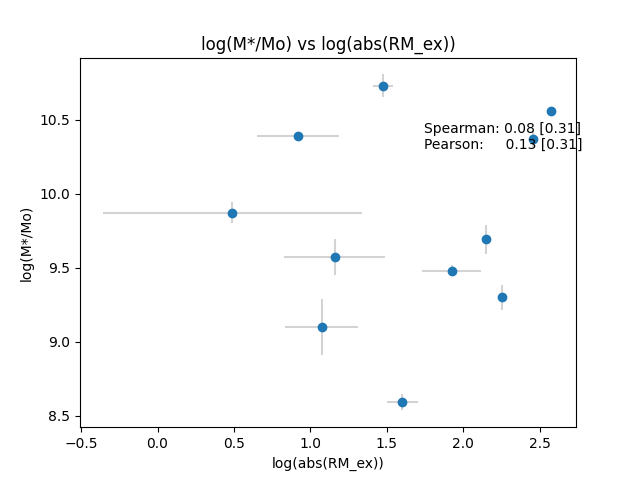 log(M*/Mo) vs log(abs(RM_ex))
10.5
10.0
9.5
9.0
8.5
log(M*/Mo)
Spearman: 0.08 [0.31]
Pearson: 0.13 [0.31]
−0.5 0.0 0.5 1.0 1.5 2.0 2.5
log(abs(RM_ex))